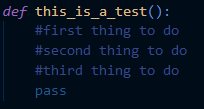 def this_is_a_test():
    #first thing to do
    #second thing to do
    #third thing to do
    pass